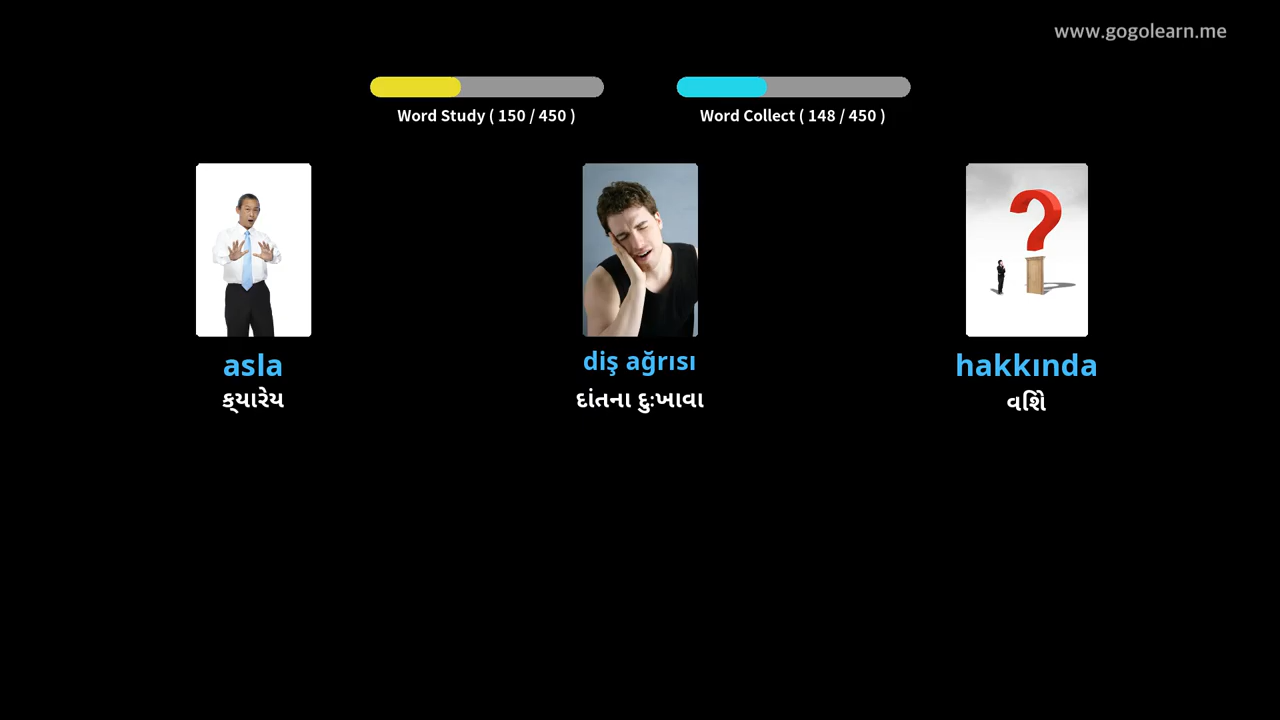 www.gogolearn.me
Word Study ( 150 / 450 )
Word Collect ( 148 / 450 )
asla
ક્યારેય
diş ağrısı
દાંતના દુઃખાવા
hakkında
વિશે